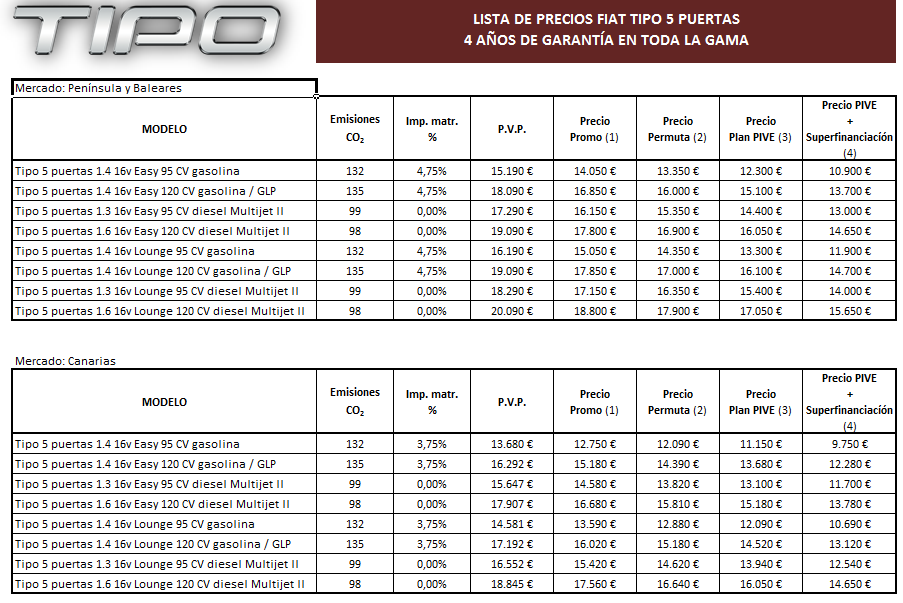 TIPO
LISTA DE PRECIOS FIAT TIPO 5 PUERTAS
4 AÑOS DE GARANTÍA EN TODA LA GAMA
Mercado: Península y Baleares
MODELO Emisiones CO₂ Imp. matr. % P.V.P. Precio Promo (1) Precio Permuta (2) Precio Plan PIVE (3) Precio PIVE + Superfinanciación (4)
Tipo 5 puertas 1.4 16v Easy 95 CV gasolina 132 4,75% 15.190 € 14.050 € 13.350 € 12.300 € 10.900 €
Tipo 5 puertas 1.4 16v Easy 120 CV gasolina / GLP 135 4,75% 18.090 € 16.850 € 16.000 € 15.100 € 13.700 €
Tipo 5 puertas 1.3 16v Easy 95 CV diesel Multijet II 99 0,00% 17.290 € 16.150 € 15.350 € 14.400 € 13.000 €
Tipo 5 puertas 1.6 16v Easy 120 CV diesel Multijet II 98 0,00% 19.090 € 17.800 € 16.900 € 16.050 € 14.650 €
Tipo 5 puertas 1.4 16v Lounge 95 CV gasolina 132 4,75% 16.190 € 15.050 € 14.350 € 13.300 € 11.900 €
Tipo 5 puertas 1.4 16v Lounge 120 CV gasolina / GLP 135 4,75% 19.090 € 17.850 € 17.000 € 16.100 € 14.700 €
Tipo 5 puertas 1.3 16v Lounge 95 CV diesel Multijet II 99 0,00% 18.290 € 17.150 € 16.350 € 15.400 € 14.000 €
Tipo 5 puertas 1.6 16v Lounge 120 CV diesel Multijet II 98 0,00% 20.090 € 18.800 € 17.900 € 17.050 € 15.650 €
Mercado: Canarias
MODELO Emisiones CO₂ Imp. matr. % P.V.P. Precio Promo (1) Precio Permuta (2) Precio Plan PIVE (3) Precio PIVE + Superfinanciación (4)
Tipo 5 puertas 1.4 16v Easy 95 CV gasolina 132 3,75% 13.680 € 12.750 € 12.090 € 11.150 € 9.750 €
Tipo 5 puertas 1.4 16v Easy 120 CV gasolina / GLP 135 3,75% 16.292 € 15.180 € 14.390 € 13.680 € 12.280 €
Tipo 5 puertas 1.3 16v Easy 95 CV diesel Multijet II 99 0,00% 15.647 € 14.580 € 13.820 € 13.100 € 11.700 €
Tipo 5 puertas 1.6 16v Easy 120 CV diesel Multijet II 98 0,00% 17.907 € 16.680 € 15.810 € 15.180 € 13.780 €
Tipo 5 puertas 1.4 16v Lounge 95 CV gasolina 132 3,75% 14.581 € 13.590 € 12.880 € 12.090 € 10.690 €
Tipo 5 puertas 1.4 16v Lounge 120 CV gasolina / GLP 135 3,75% 17.192 € 16.020 € 15.180 € 14.520 € 13.120 €
Tipo 5 puertas 1.3 16v Lounge 95 CV diesel Multijet II 99 0,00% 16.552 € 15.420 € 14.620 € 13.940 € 12.540 €
Tipo 5 puertas 1.6 16v Lounge 120 CV diesel Multijet II 98 0,00% 18.845 € 17.560 € 16.640 € 16.050 € 14.650 €